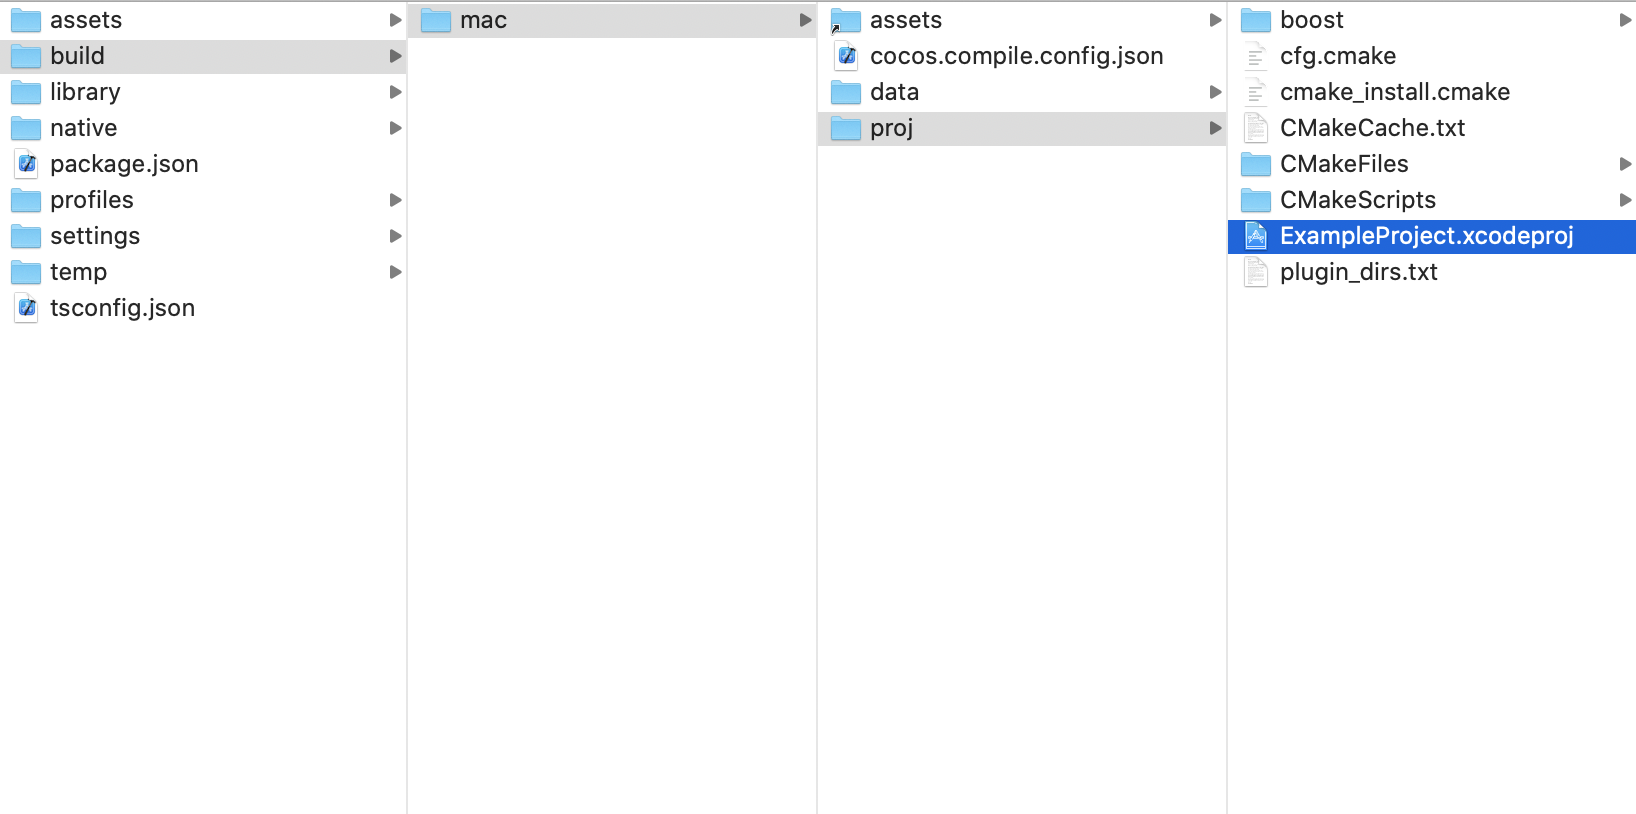 assets
build
library
native
package.json
profiles
settings
temp
tsconfig.json
mac
assets
cocos.compile.config.json
data
proj
boost
cfg.cmake
cmake_install.cmake
CMakeCache.txt
CMakeFiles
CMakeScripts
ExampleProject.xcodeproj
plugin_dirs.txt